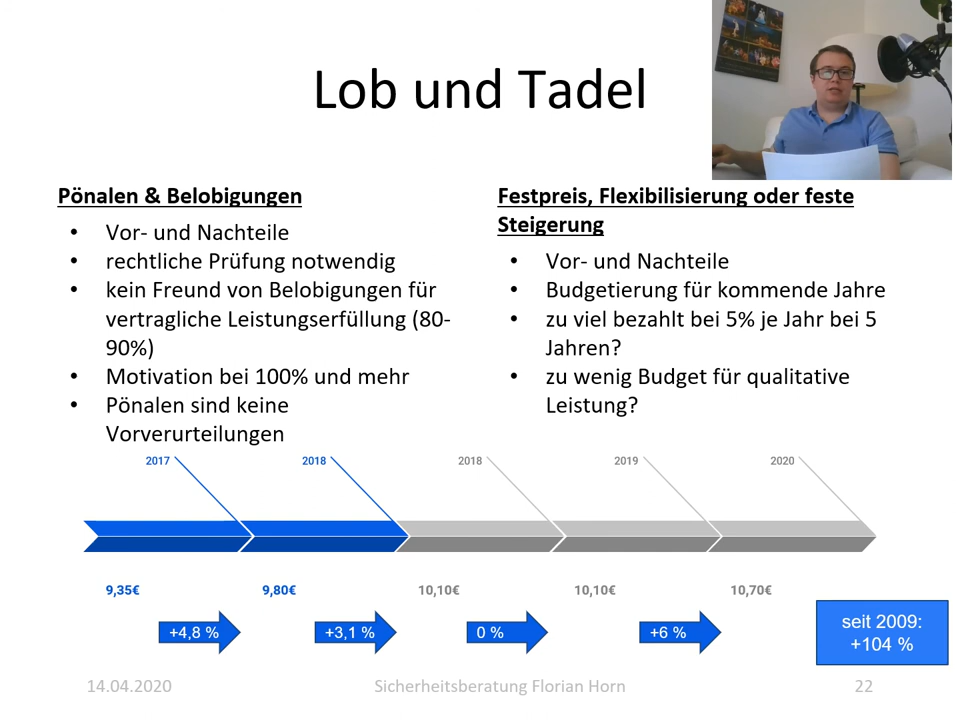 Lob und Tadel
Pönalen & Belobigungen
• Vor- und Nachteile
• rechtliche Prüfung notwendig
• kein Freund von Belobigungen für
vertragliche Leistungserfüllung (80-
90%)
• Motivation bei 100% und mehr
• Pönalen sind keine
Vorverurteilungen
Festpreis, Flexibilisierung oder feste
Steigerung
• Vor- und Nachteile
• Budgetierung für kommende Jahre
• zu viel bezahlt bei 5% je Jahr bei 5
Jahren?
• zu wenig Budget für qualitative
Leistung?
2017 2018 2018 2019 2020
9,35€ 9,80€ 10,10€ 10,10€ 10,70€
+4,8 % +3,1 % 0 % +6 %
seit 2009:
+104 %
14.04.2020 Sicherheitsberatung Florian Horn 22